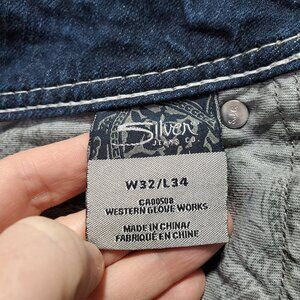 Silver
JEANS CO
W32/L34
CA00508
WESTERN GLOVE WORKS
MADE IN CHINA/
FABRIQUÉ EN CHINE